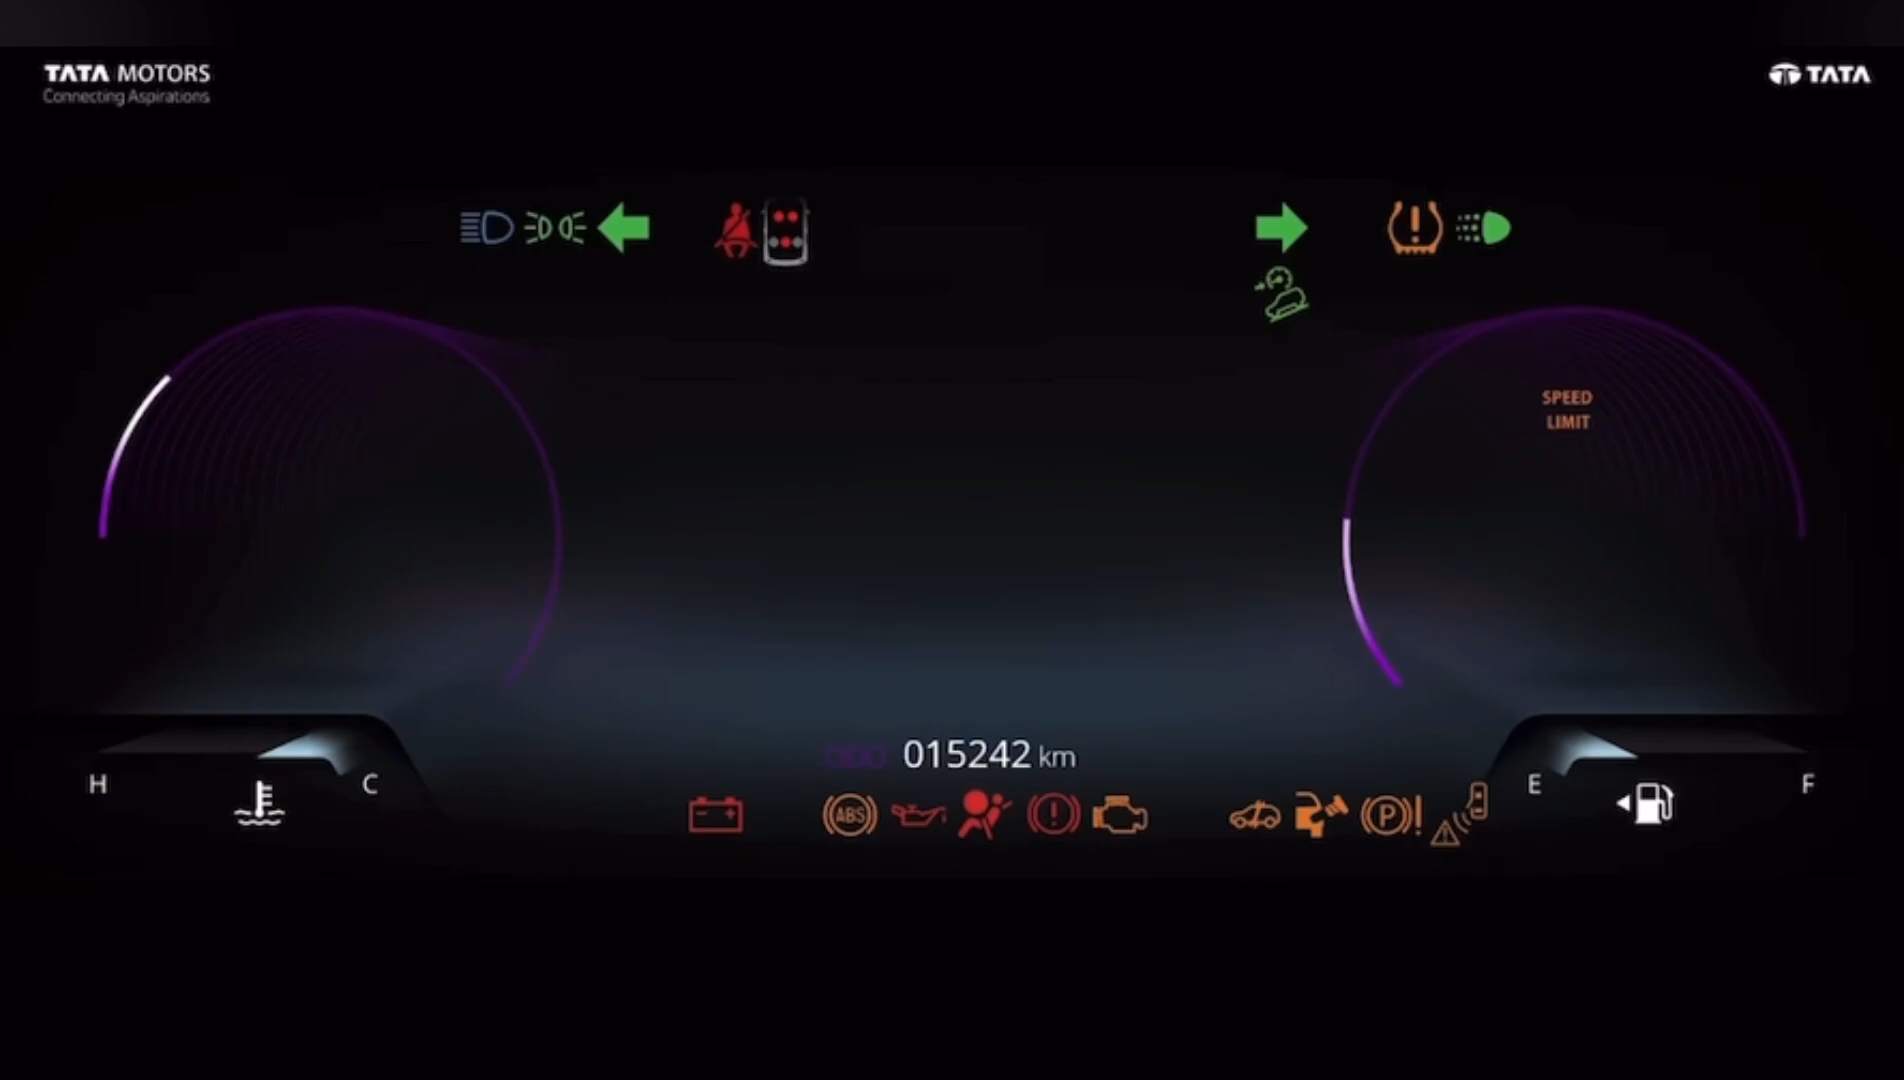 TATA MOTORS
Connecting Aspirations
TATA
SPEED
LIMIT
015242 km
H
C
E
F
ABS
P